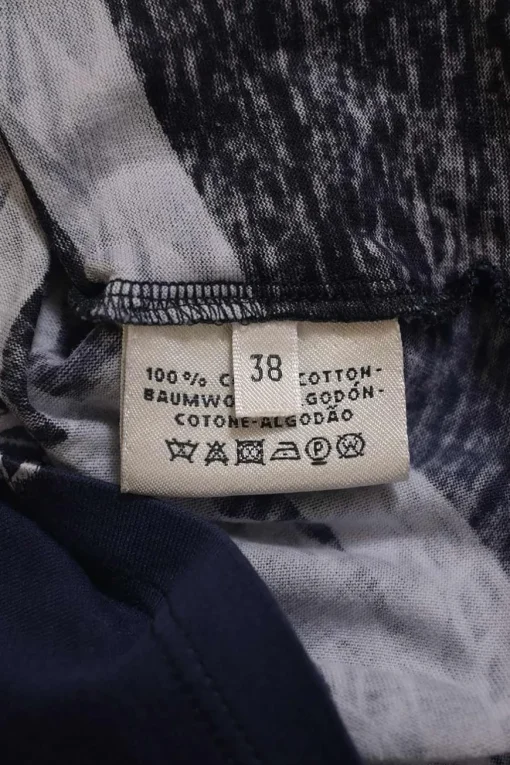 38
100% C COTTON-
BAUMWO GODÓN-
COTONE-ALGODÃO
P W